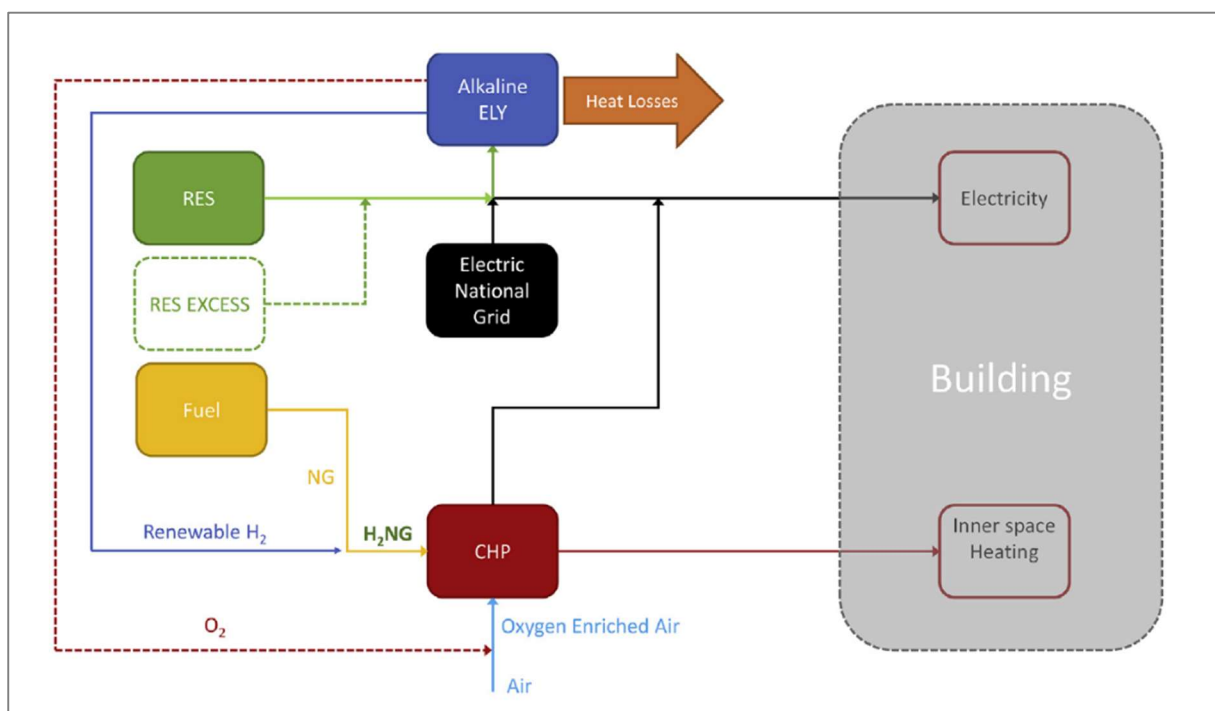 Alkaline
ELY
Heat Losses
RES
Electricity
RES EXCESS
Electric
National
Grid
Building
Fuel
NG
Renewable H₂
H₂NG
CHP
Inner space
Heating
O₂
Oxygen Enriched Air
Air